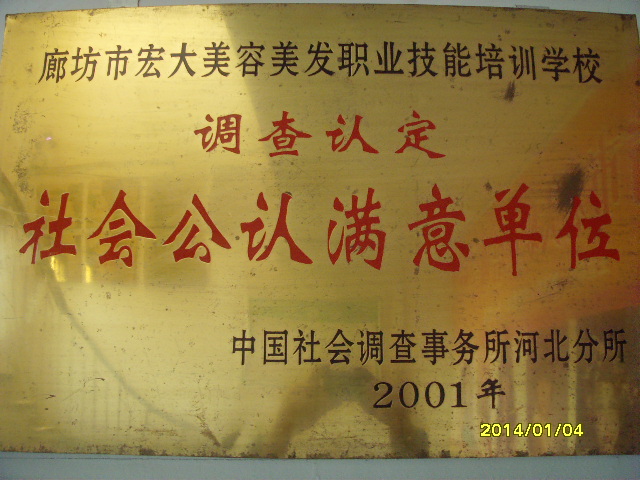 廊坊市宏大美容美发职业技能培训学校
调查认定
社会公认满意单位
中国社会调查事务所河北分所
2001年
2014/01/04